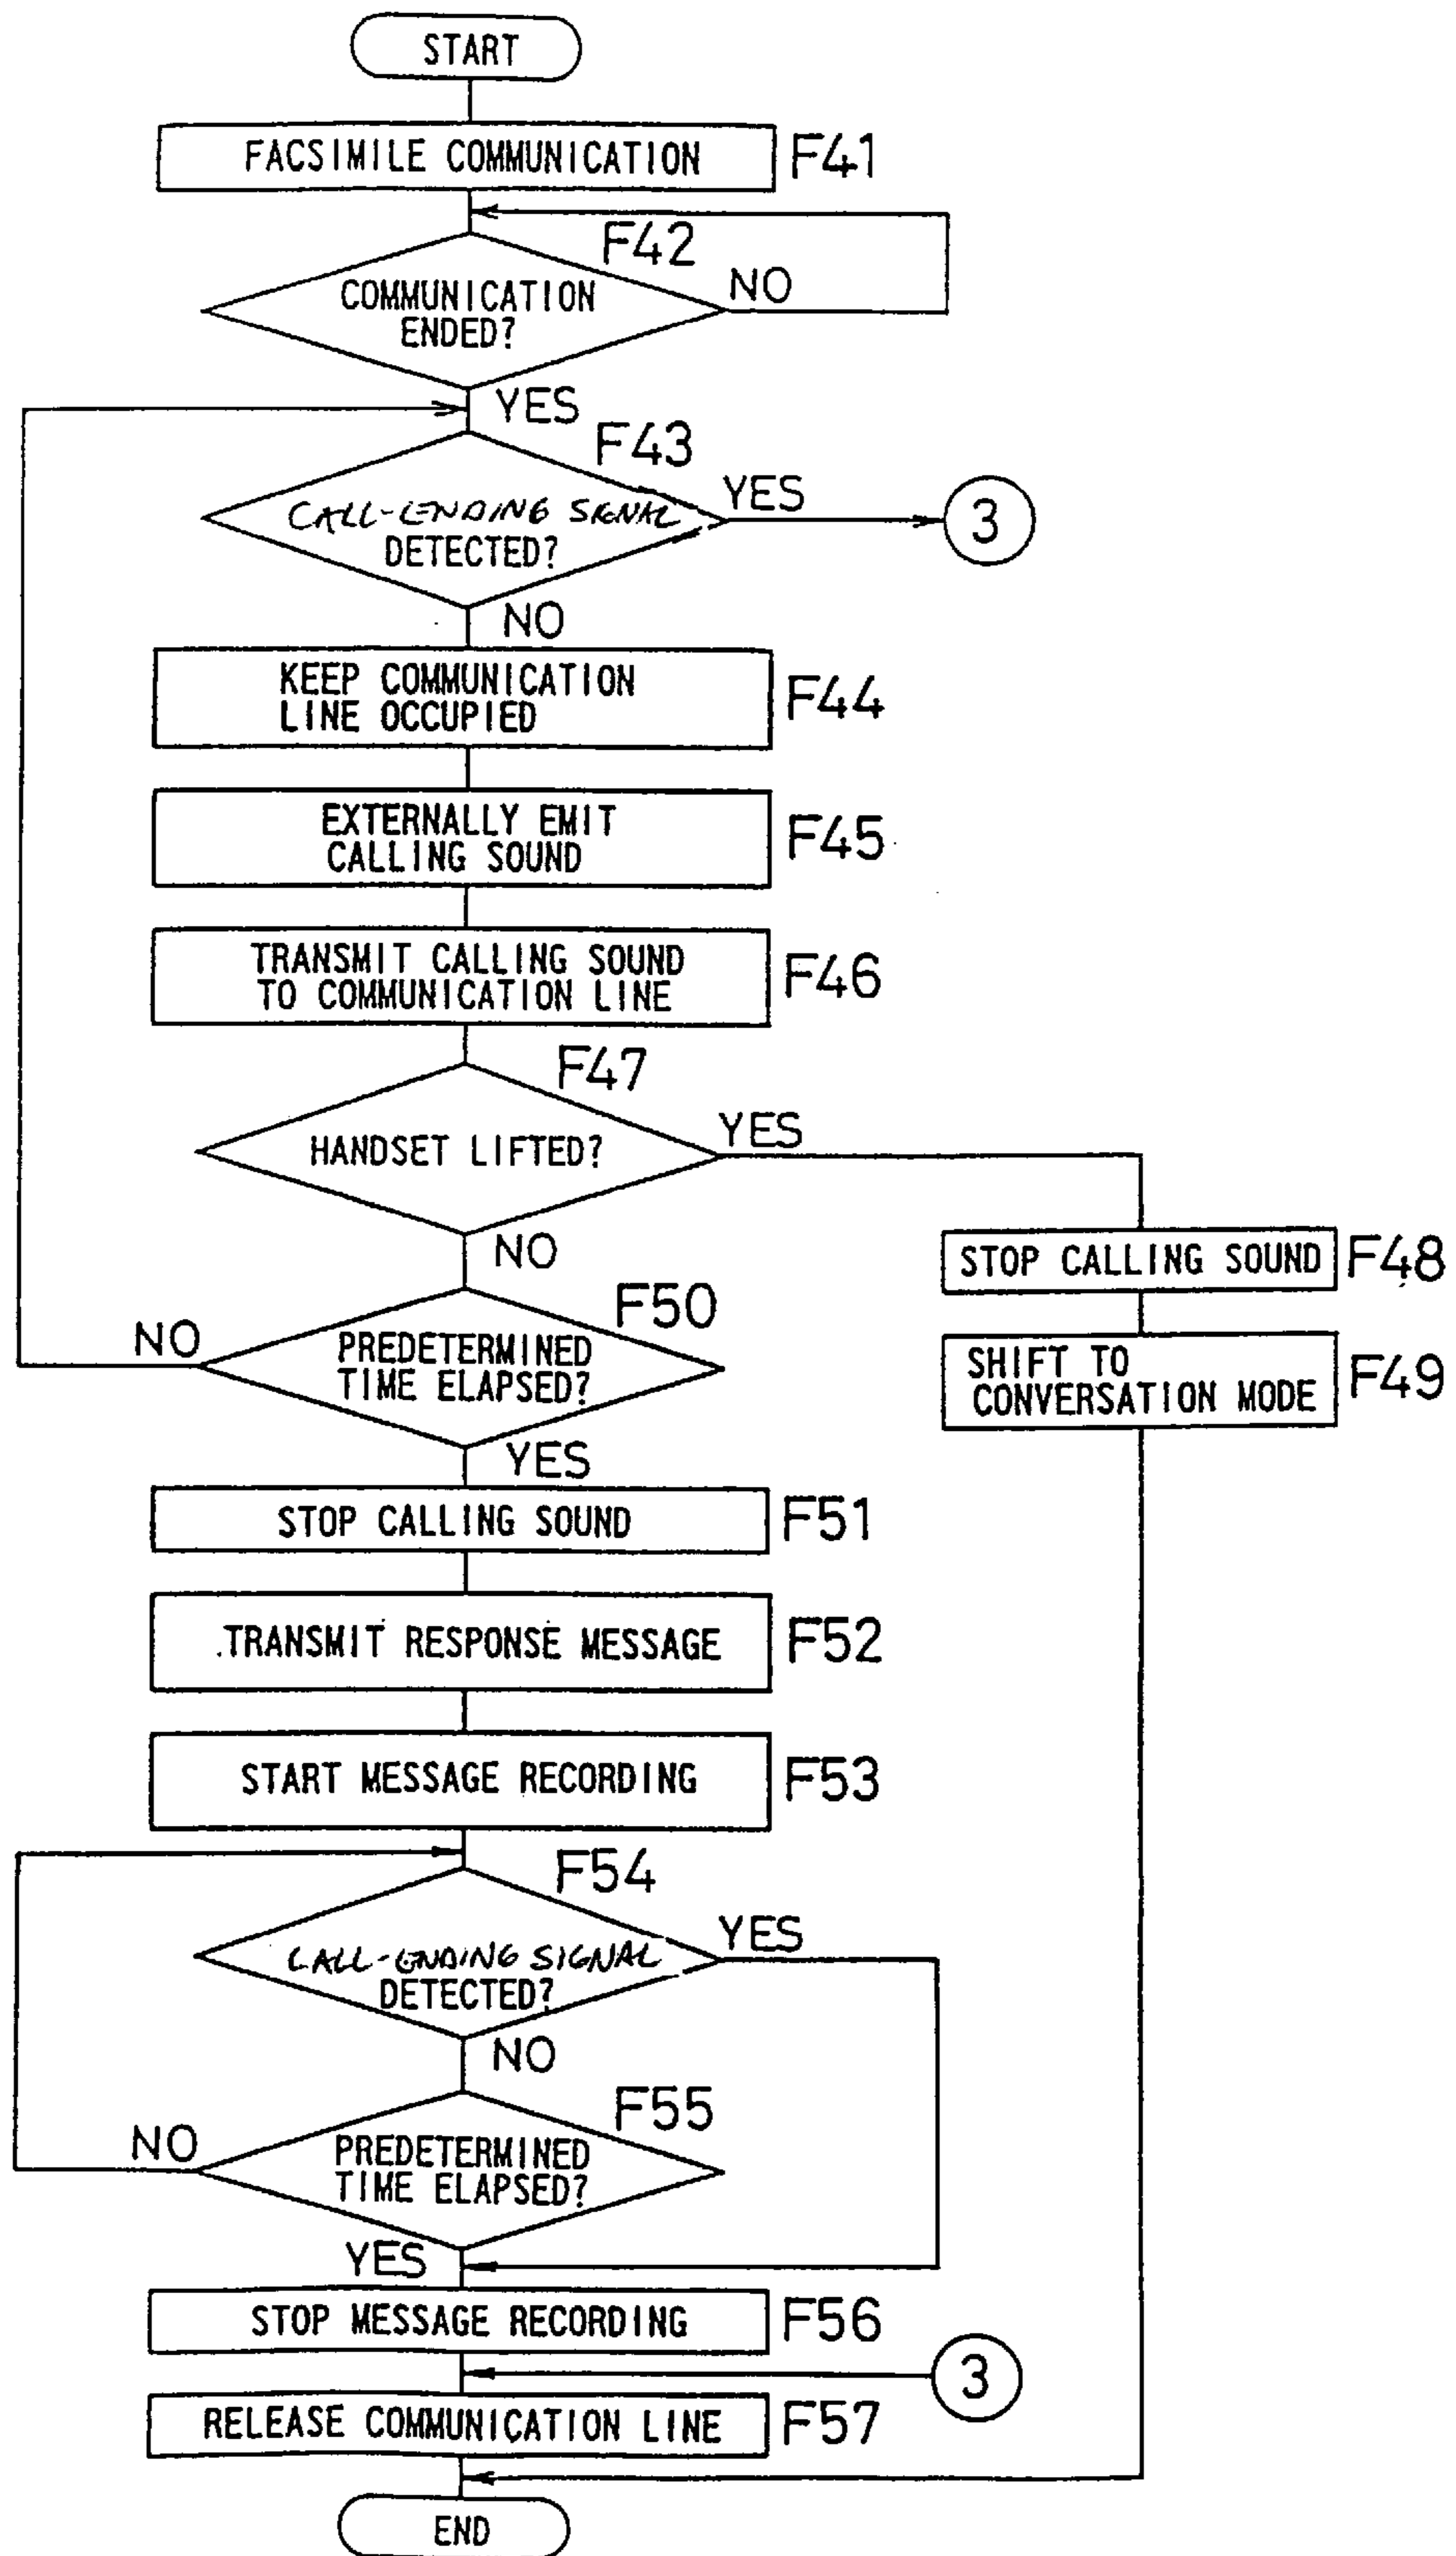 START
FACSIMILE COMMUNICATION F41
F42
COMMUNICATION
ENDED?
NO
YES
F43
CALL-ENDING SIGNAL
DETECTED?
YES
3
NO
KEEP COMMUNICATION
LINE OCCUPIED
F44
EXTERNALLY EMIT
CALLING SOUND
F45
TRANSMIT CALLING SOUND
TO COMMUNICATION LINE
F46
F47
HANDSET LIFTED?
YES
NO
STOP CALLING SOUND F48
F50
PREDETERMINED
TIME ELAPSED?
NO
SHIFT TO
CONVERSATION MODE
F49
YES
STOP CALLING SOUND F51
TRANSMIT RESPONSE MESSAGE F52
START MESSAGE RECORDING F53
F54
CALL-ENDING SIGNAL
DETECTED?
YES
NO
F55
PREDETERMINED
TIME ELAPSED?
NO
YES
STOP MESSAGE RECORDING F56
3
RELEASE COMMUNICATION LINE F57
END